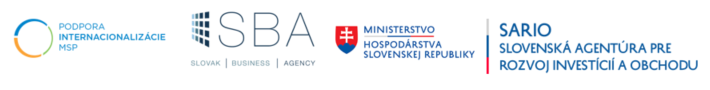 PODPORA
INTERNACIONALIZÁCIE
MSP
SBA
SLOVAK | BUSINESS | AGENCY
MINISTERSTVO
HOSPODÁRSTVA
SLOVENSKEJ REPUBLIKY
SARIO
SLOVENSKÁ AGENTÚRA PRE
ROZVOJ INVESTÍCIÍ A OBCHODU